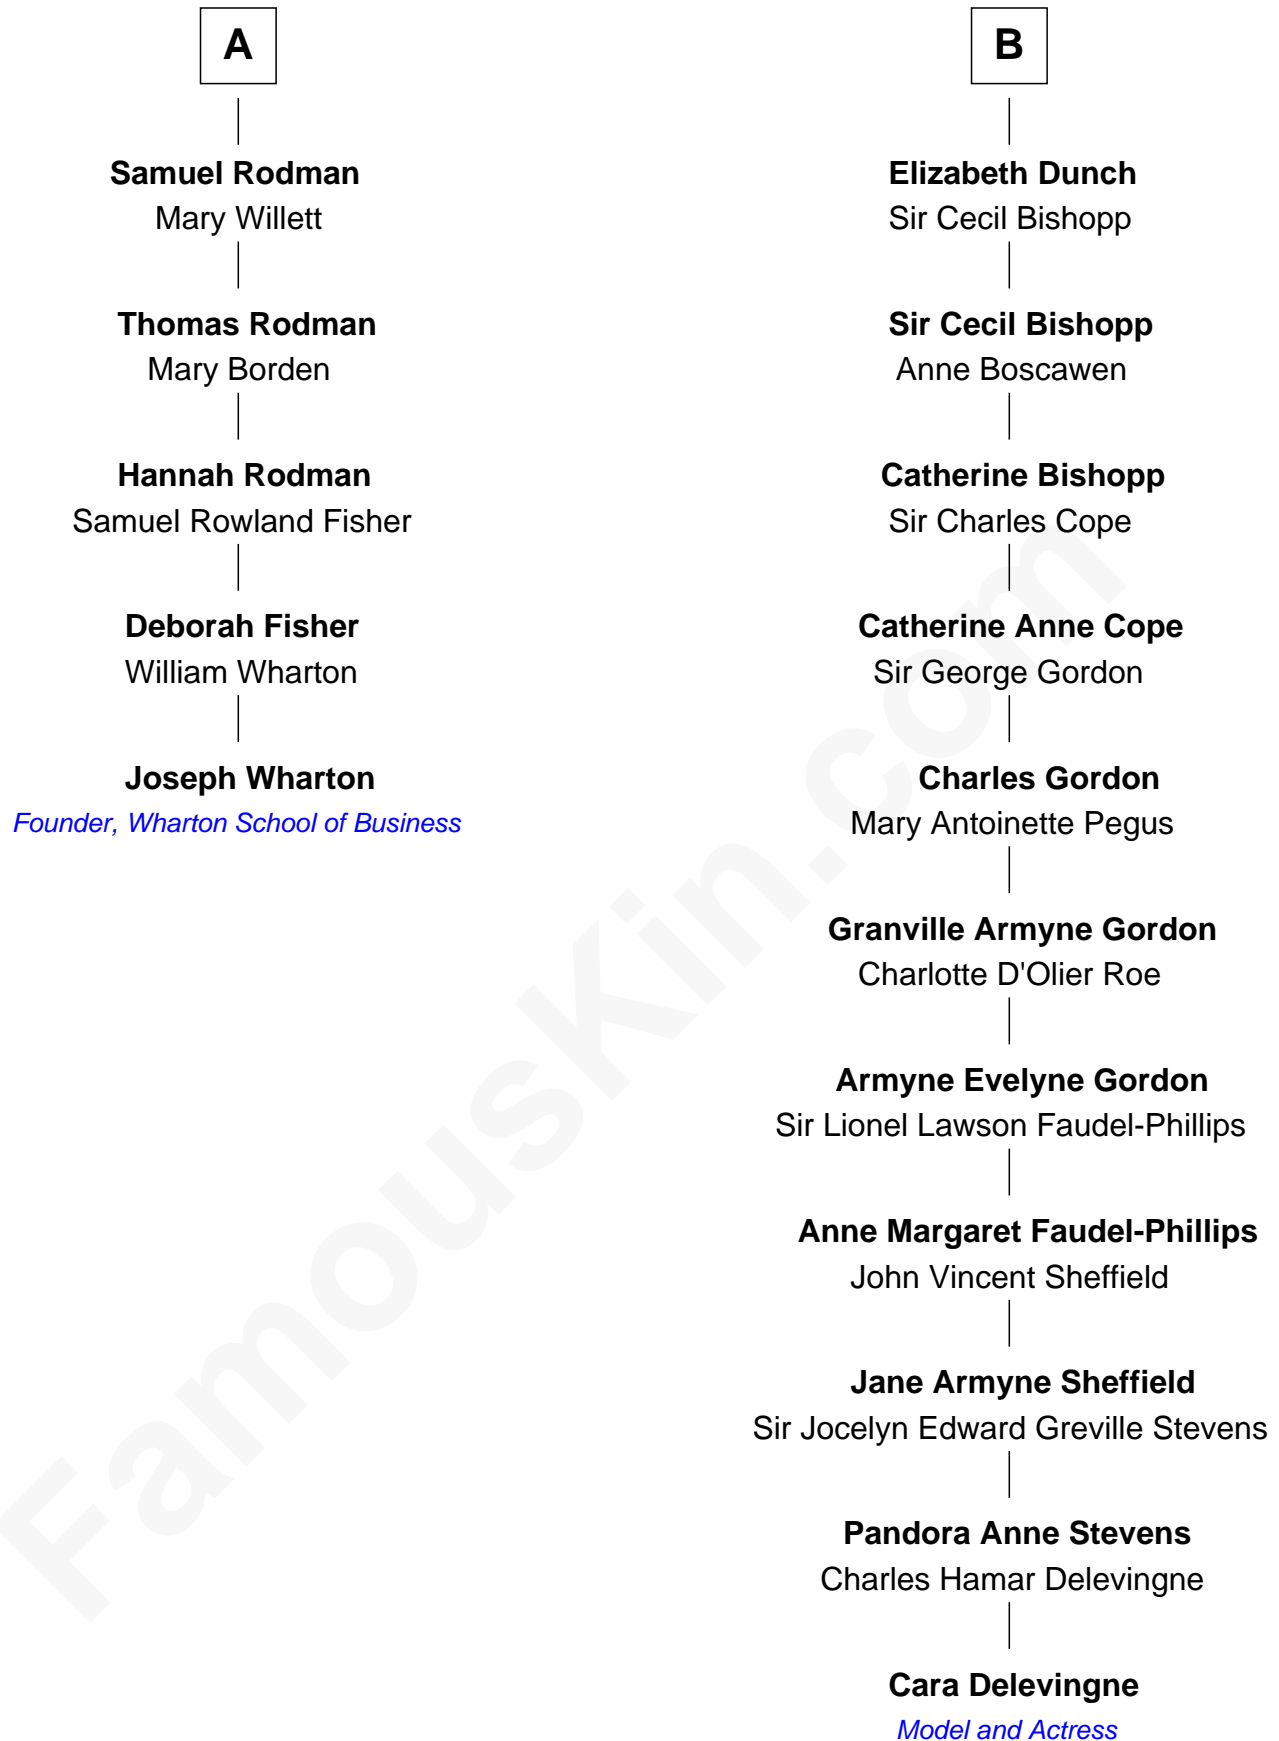 A
Samuel Rodman
Mary Willett
Thomas Rodman
Mary Borden
Hannah Rodman
Samuel Rowland Fisher
Deborah Fisher
William Wharton
Joseph Wharton
Founder, Wharton School of Business
B
Elizabeth Dunch
Sir Cecil Bishopp
Sir Cecil Bishopp
Anne Boscawen
Catherine Bishopp
Sir Charles Cope
Catherine Anne Cope
Sir George Gordon
Charles Gordon
Mary Antoinette Pegus
Granville Armyne Gordon
Charlotte D'Olier Roe
Armyne Evelyne Gordon
Sir Lionel Lawson Faudel-Phillips
Anne Margaret Faudel-Phillips
John Vincent Sheffield
Jane Armyne Sheffield
Sir Jocelyn Edward Greville Stevens
Pandora Anne Stevens
Charles Hamar Delevingne
Cara Delevingne
Model and Actress
FamousKin.com